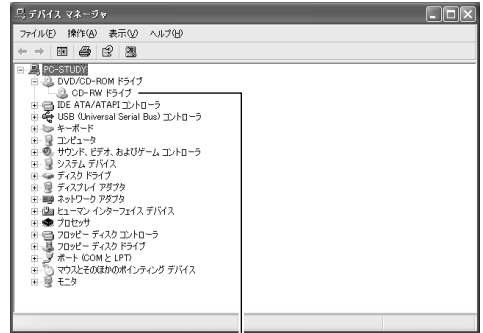 デバイス マネージャ
ファイル(F) 操作(A) 表示(V) ヘルプ(H)
PC-STUDY
DVD/CD-ROM ドライブ
CD-RW ドライブ
IDE ATA/ATAPI コントローラ
USB (Universal Serial Bus) コントローラ
キーボード
コンピュータ
サウンド、ビデオ、およびゲーム コントローラ
システム デバイス
ディスク ドライブ
ディスプレイ アダプタ
ネットワーク アダプタ
ヒューマン インターフェイス デバイス
プロセッサ
フロッピー ディスク コントローラ
フロッピー ディスク ドライブ
ポート (COM と LPT)
マウスとそのほかのポインティング デバイス
モニタ